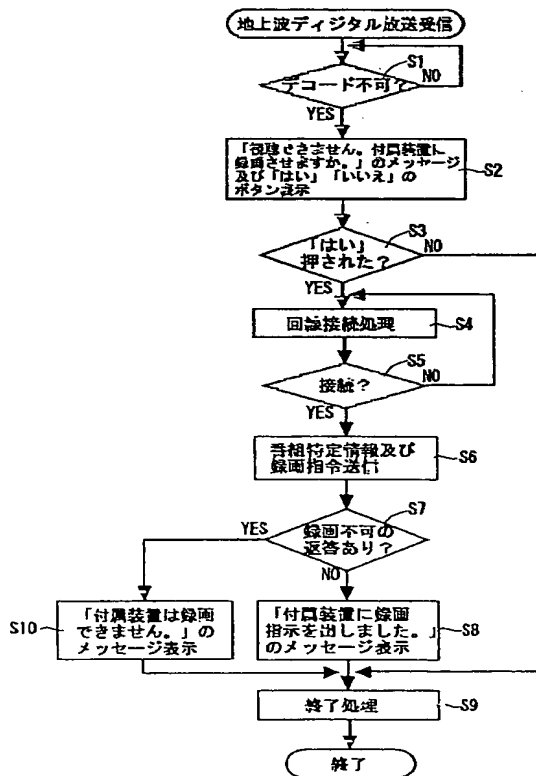 地上波ディジタル放送受信
S1
デコード不可？
NO
YES
「視聴できません。付属装置に
録画させますか。」のメッセージ
及び「はい」「いいえ」の
ボタン表示
S2
S3
「はい」
押された？
NO
YES
回線接続処理
S4
S5
接続？
NO
YES
番組特定情報及び
録画指令送信
S6
S7
録画不可の
返答あり？
YES
NO
「付属装置は録画
できません。」の
メッセージ表示
S10
「付属装置に録画
指示を出しました。」
のメッセージ表示
S8
終了処理
S9
終了